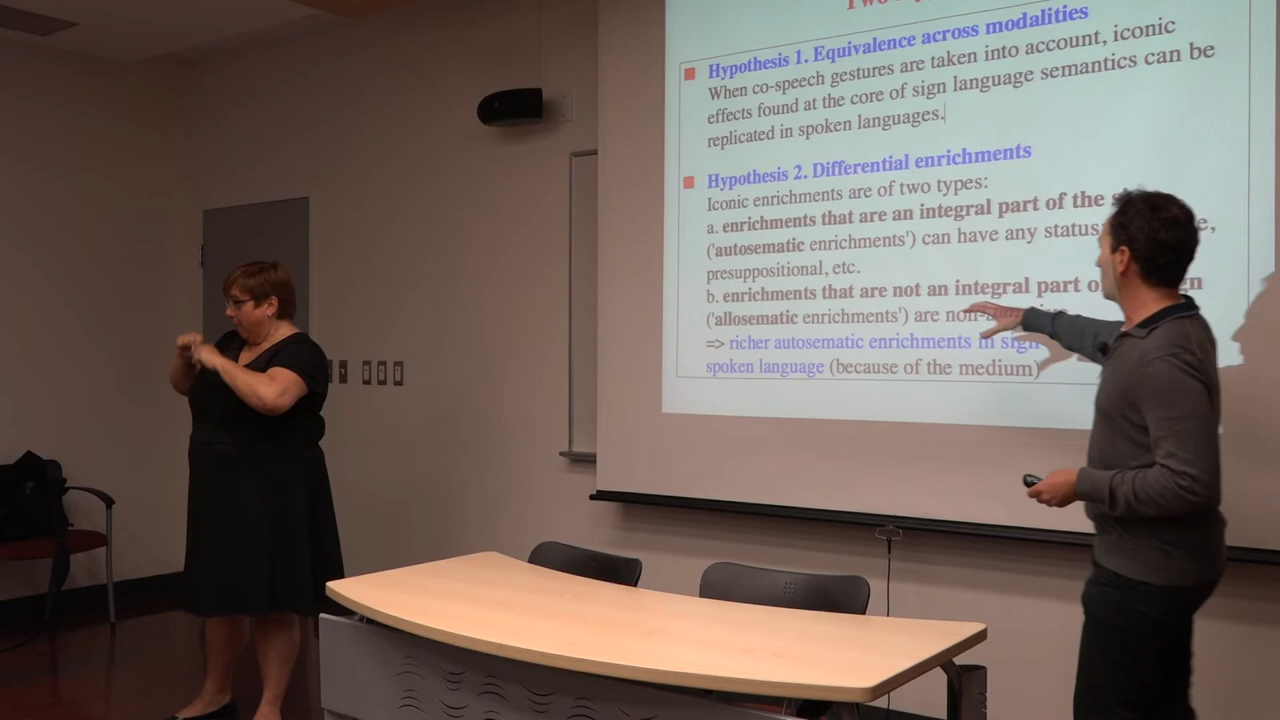 Two
Hypothesis 1. Equivalence across modalities
When co-speech gestures are taken into account, iconic
effects found at the core of sign language semantics can be
replicated in spoken languages.
Hypothesis 2. Differential enrichments
Iconic enrichments are of two types:
a. enrichments that are an integral part of the
('autosematic enrichments') can have any status
presuppositional, etc.
b. enrichments that are not an integral part
('allosematic enrichments') are
=> richer autosematic enrichments in sign
spoken language (because of the medium)